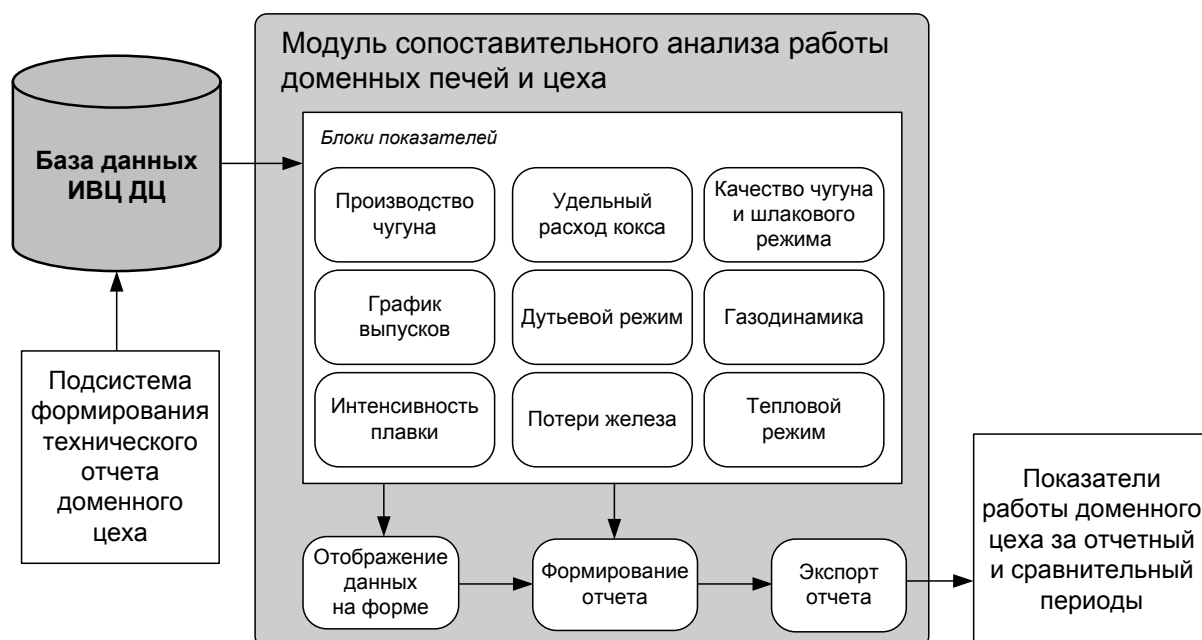 Модуль сопоставительного анализа работы
доменных печей и цеха
База данных
ИВЦ ДЦ
Блоки показателей
Производство
чугуна
Удельный
расход кокса
Качество чугуна
и шлакового
режима
График
выпусков
Дутьевой режим
Газодинамика
Интенсивность
плавки
Потери железа
Тепловой
режим
Подсистема
формирования
технического
отчета
доменного
цеха
Отображение
данных
на форме
Формирование
отчета
Экспорт
отчета
Показатели
работы доменного
цеха за отчетный
и сравнительный
периоды